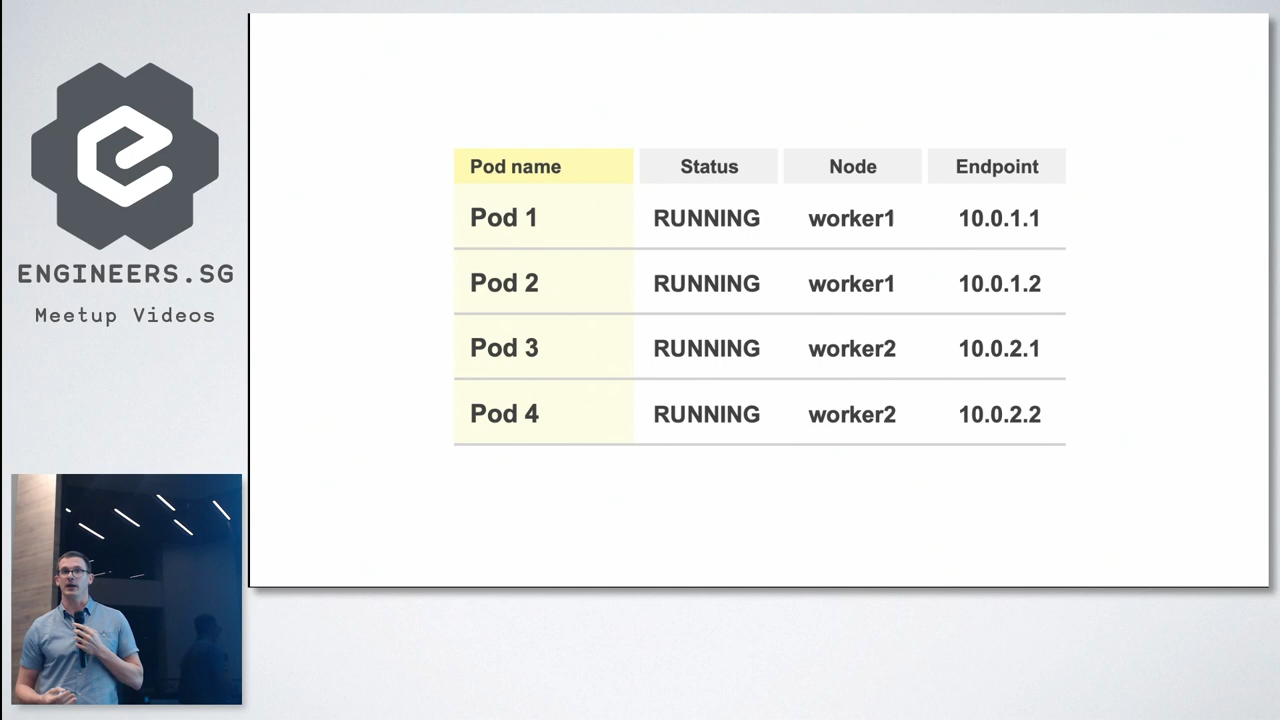 ENGINEERS.SG
Meetup Videos
Pod name Status Node Endpoint
Pod 1 RUNNING worker1 10.0.1.1
Pod 2 RUNNING worker1 10.0.1.2
Pod 3 RUNNING worker2 10.0.2.1
Pod 4 RUNNING worker2 10.0.2.2